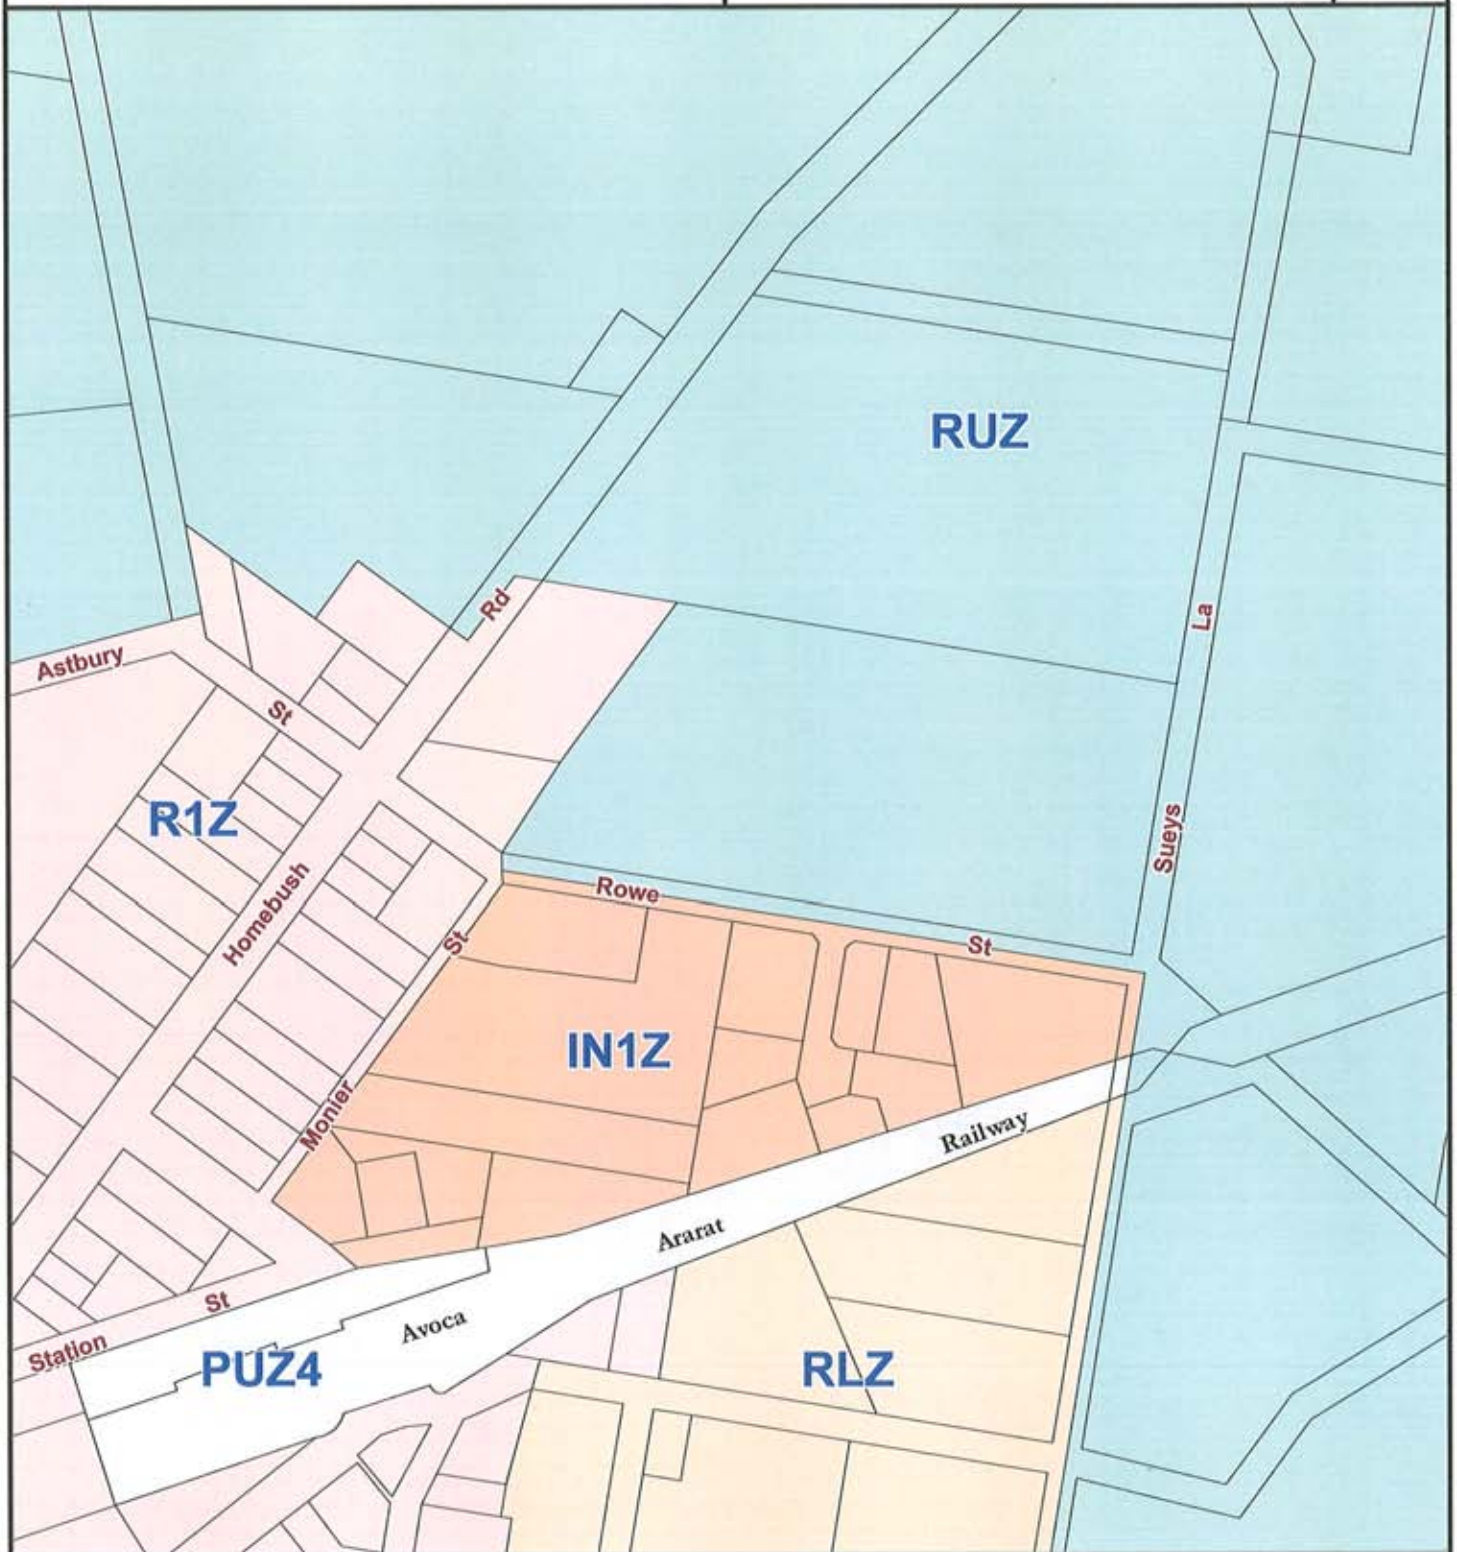 RUZ
Rd
La
Astbury
St
R1Z
Sueys
Homebush
Rowe
St
St
IN1Z
Monier
Railway
Ararat
St
Avoca
Station
PUZ4
RLZ